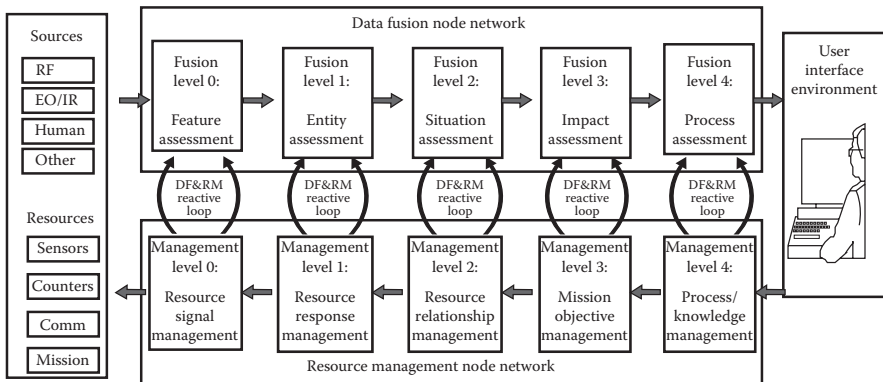 Data fusion node network
Sources
RF
EO/IR
Human
Other
Fusion
level 0:
Feature
assessment
Fusion
level 1:
Entity
assessment
Fusion
level 2:
Situation
assessment
Fusion
level 3:
Impact
assessment
Fusion
level 4:
Process
assessment
User
interface
environment
DF&RM
reactive
loop
DF&RM
reactive
loop
DF&RM
reactive
loop
DF&RM
reactive
loop
DF&RM
reactive
loop
Resources
Sensors
Counters
Comm
Mission
Management
level 0:
Resource
signal
management
Management
level 1:
Resource
response
management
Management
level 2:
Resource
relationship
management
Management
level 3:
Mission
objective
management
Management
level 4:
Process/
knowledge
management
Resource management node network